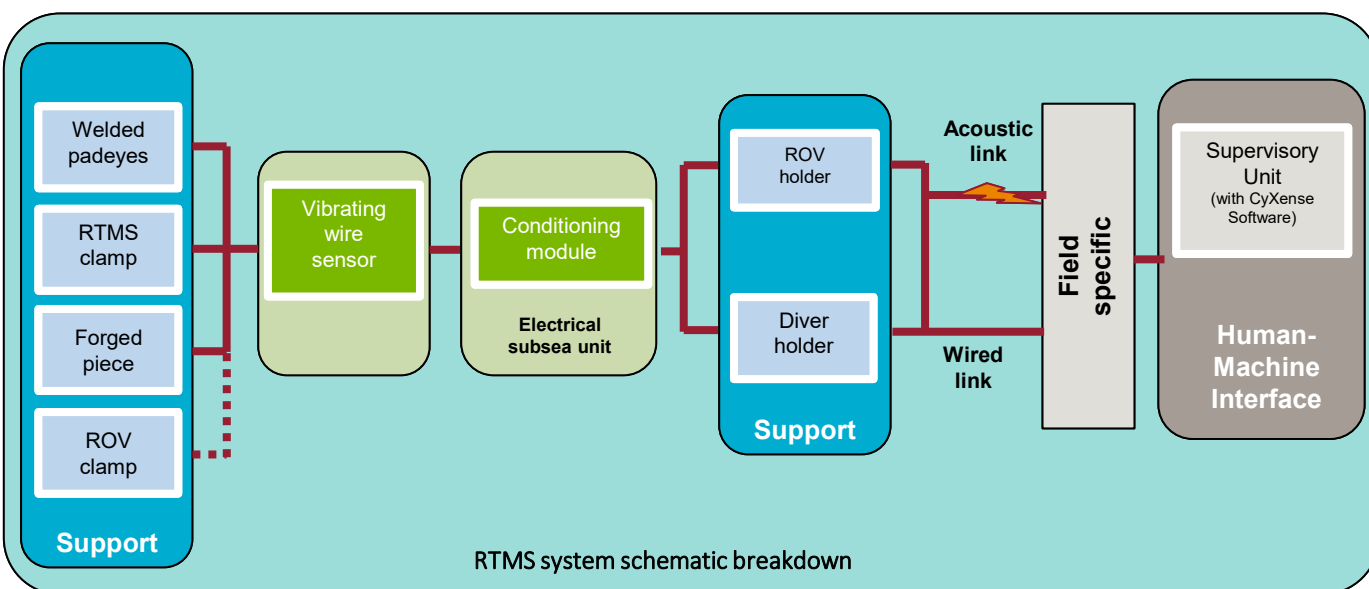 Welded
padeyes
RTMS
clamp
Forged
piece
ROV
clamp
Support
Vibrating
wire
sensor
Conditioning
module
Electrical
subsea unit
ROV
holder
Diver
holder
Support
Acoustic
link
Wired
link
Field
specific
Supervisory
Unit
(with CyXense
Software)
Human-
Machine
Interface
RTMS system schematic breakdown